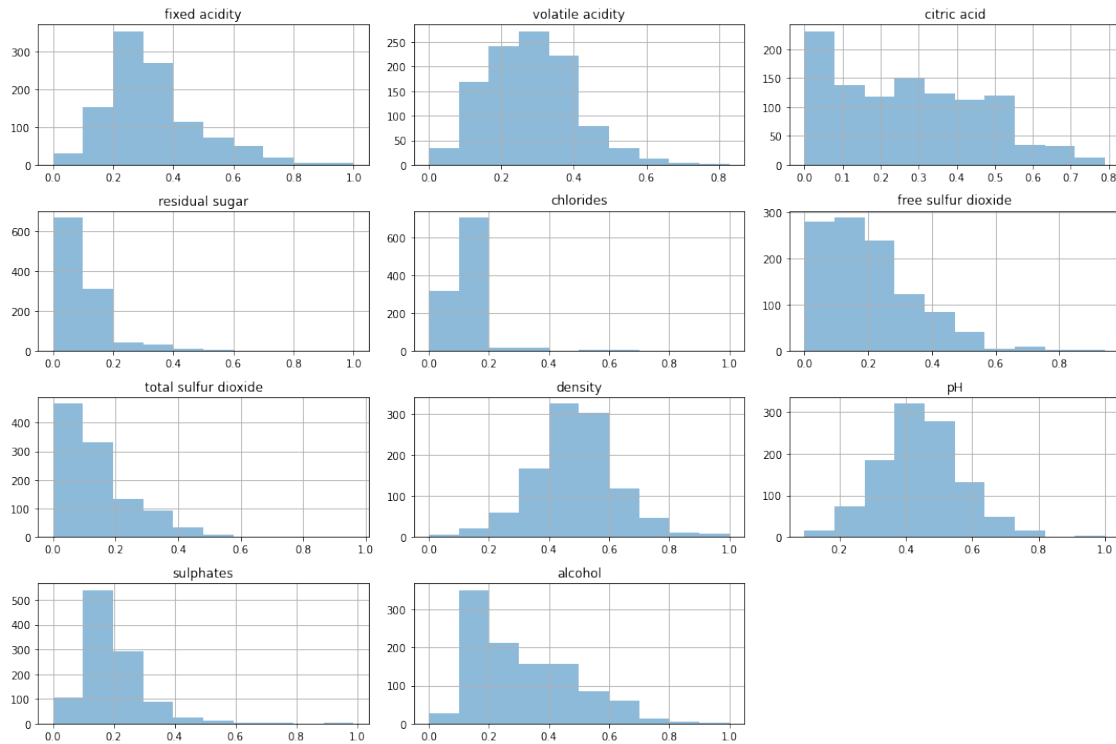 fixed acidity
300
200
100
0
0.0 0.2 0.4 0.6 0.8 1.0
volatile acidity
250
200
150
100
50
0
0.0 0.2 0.4 0.6 0.8
citric acid
200
150
100
50
0
0.0 0.1 0.2 0.3 0.4 0.5 0.6 0.7 0.8
residual sugar
600
400
200
0
0.0 0.2 0.4 0.6 0.8 1.0
chlorides
600
400
200
0
0.0 0.2 0.4 0.6 0.8 1.0
free sulfur dioxide
300
200
100
0
0.0 0.2 0.4 0.6 0.8
total sulfur dioxide
400
300
200
100
0
0.0 0.2 0.4 0.6 0.8 1.0
density
300
200
100
0
0.0 0.2 0.4 0.6 0.8 1.0
pH
300
200
100
0
0.2 0.4 0.6 0.8 1.0
sulphates
500
400
300
200
100
0
0.0 0.2 0.4 0.6 0.8 1.0
alcohol
300
200
100
0
0.0 0.2 0.4 0.6 0.8 1.0